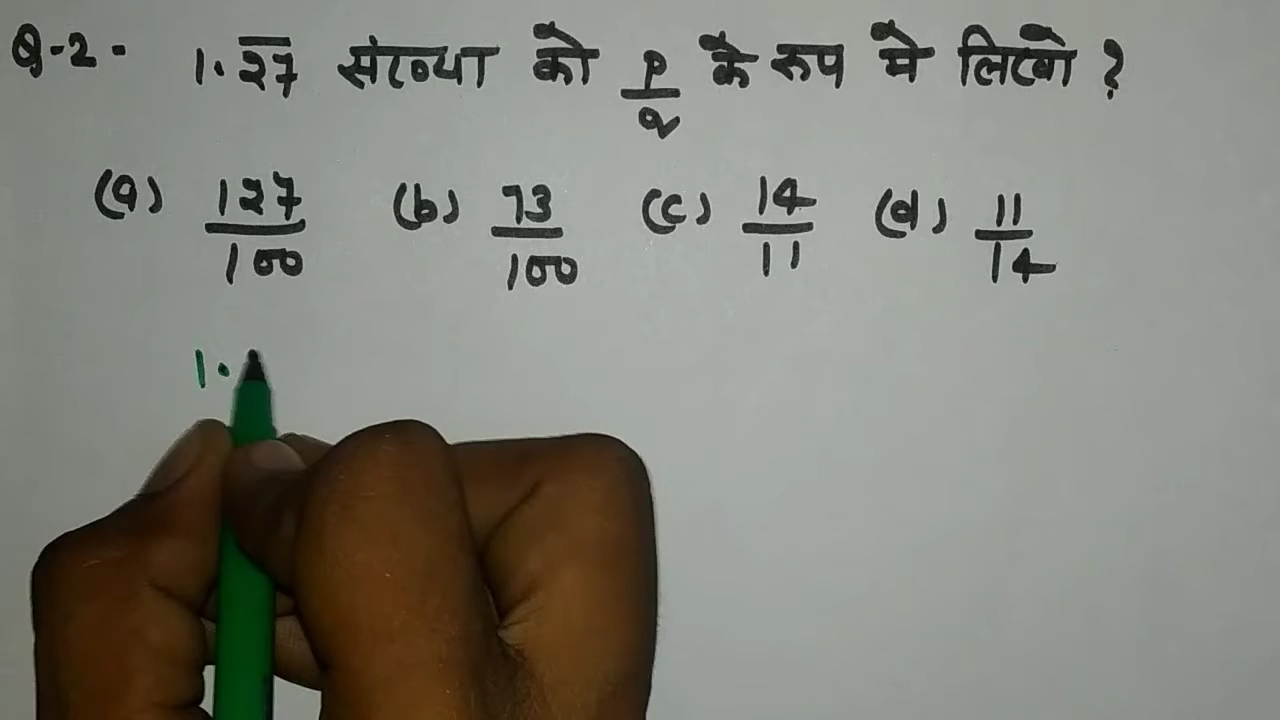 Q-2. 1.2̅7̅ संख्या को p/q के रुप मे लिखो ?
(a) 127/100 (b) 73/100 (c) 14/11 (d) 11/14
1.